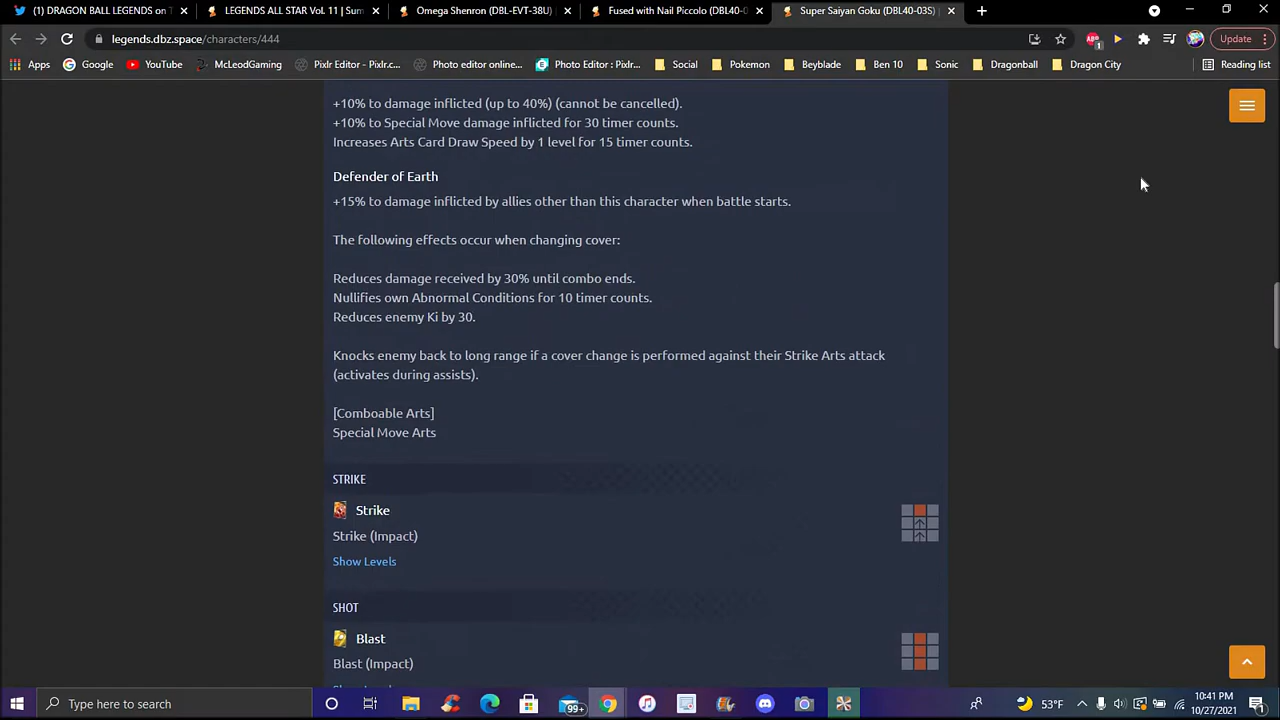 (1) DRAGON BALL LEGENDS on T
LEGENDS ALL STAR Vol. 11 | Sum
Omega Shenron (DBL-EVT-38U)
Fused with Nail Piccolo (DBL40-0
Super Saiyan Goku (DBL40-03S)
legends.dbz.space/characters/444
1
Update
Apps
Google
YouTube
McLeodGaming
Pixlr Editor - Pixlr.c...
Photo editor online...
Photo Editor : Pixlr...
Social
Pokemon
Beyblade
Ben 10
Sonic
Dragonball
Dragon City
Reading list
+10% to damage inflicted (up to 40%) (cannot be cancelled).
+10% to Special Move damage inflicted for 30 timer counts.
Increases Arts Card Draw Speed by 1 level for 15 timer counts.
Defender of Earth
+15% to damage inflicted by allies other than this character when battle starts.
The following effects occur when changing cover:
Reduces damage received by 30% until combo ends.
Nullifies own Abnormal Conditions for 10 timer counts.
Reduces enemy Ki by 30.
Knocks enemy back to long range if a cover change is performed against their Strike Arts attack
(activates during assists).
[Comboable Arts]
Special Move Arts
STRIKE
Strike
Strike (Impact)
Show Levels
SHOT
Blast
Blast (Impact)
Show Levels
Type here to search
99+
53°F
10:41 PM
10/27/2021